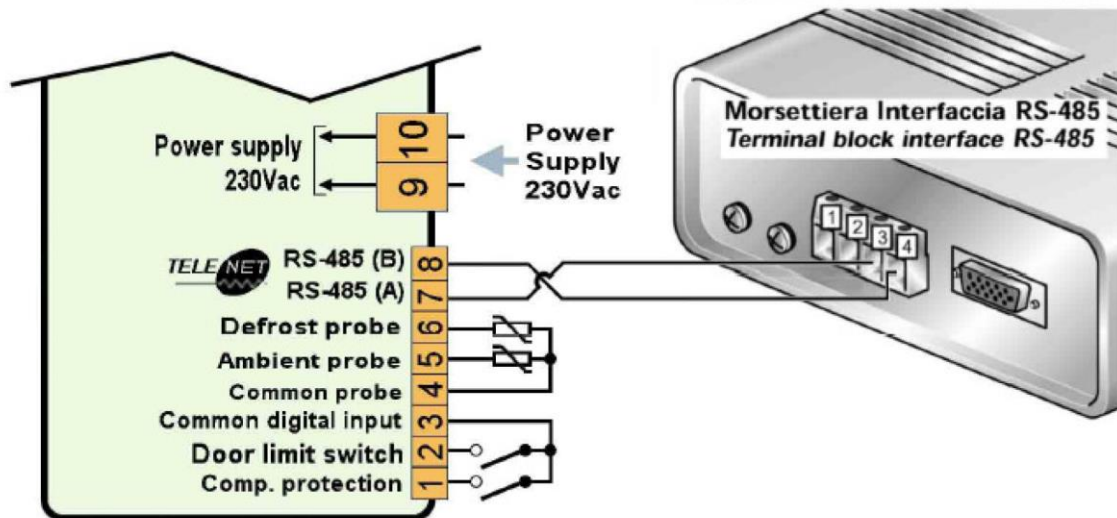 Power supply
230Vac
10
9
Power
Supply
230Vac
Morsettiera Interfaccia RS-485
Terminal block interface RS-485
1
2
3
4
TELE NET
RS-485 (B) 8
RS-485 (A) 7
Defrost probe 6
Ambient probe 5
Common probe 4
Common digital input 3
Door limit switch 2
Comp. protection 1